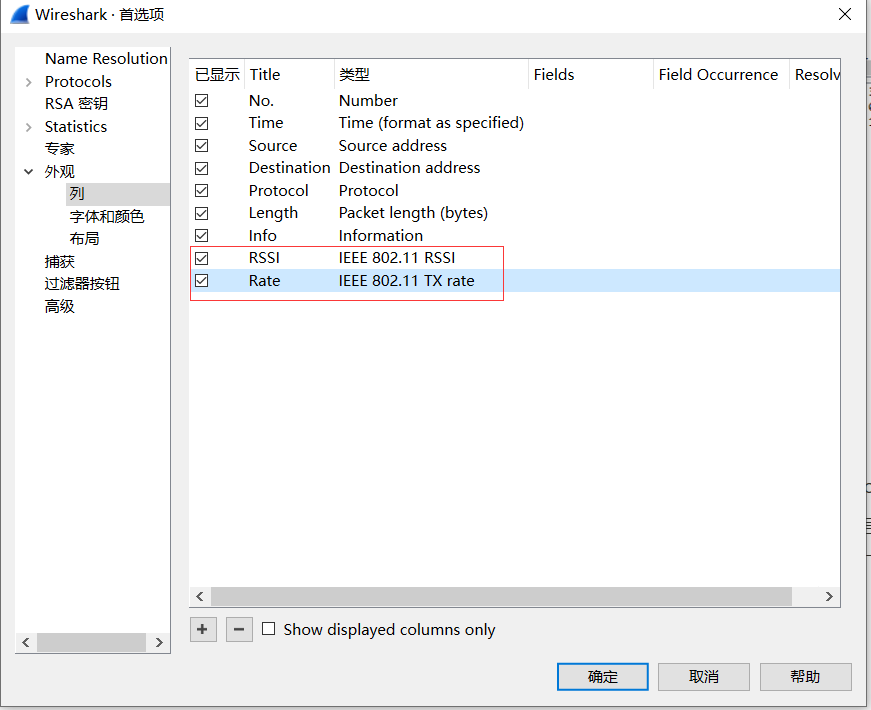 Wireshark · 首选项
Name Resolution
Protocols
RSA 密钥
Statistics
专家
外观
列
字体和颜色
布局
捕获
过滤器按钮
高级
已显示 Title 类型 Fields Field Occurrence Resolv
No. Number
Time Time (format as specified)
Source Source address
Destination Destination address
Protocol Protocol
Length Packet length (bytes)
Info Information
RSSI IEEE 802.11 RSSI
Rate IEEE 802.11 TX rate
Show displayed columns only
确定 取消 帮助